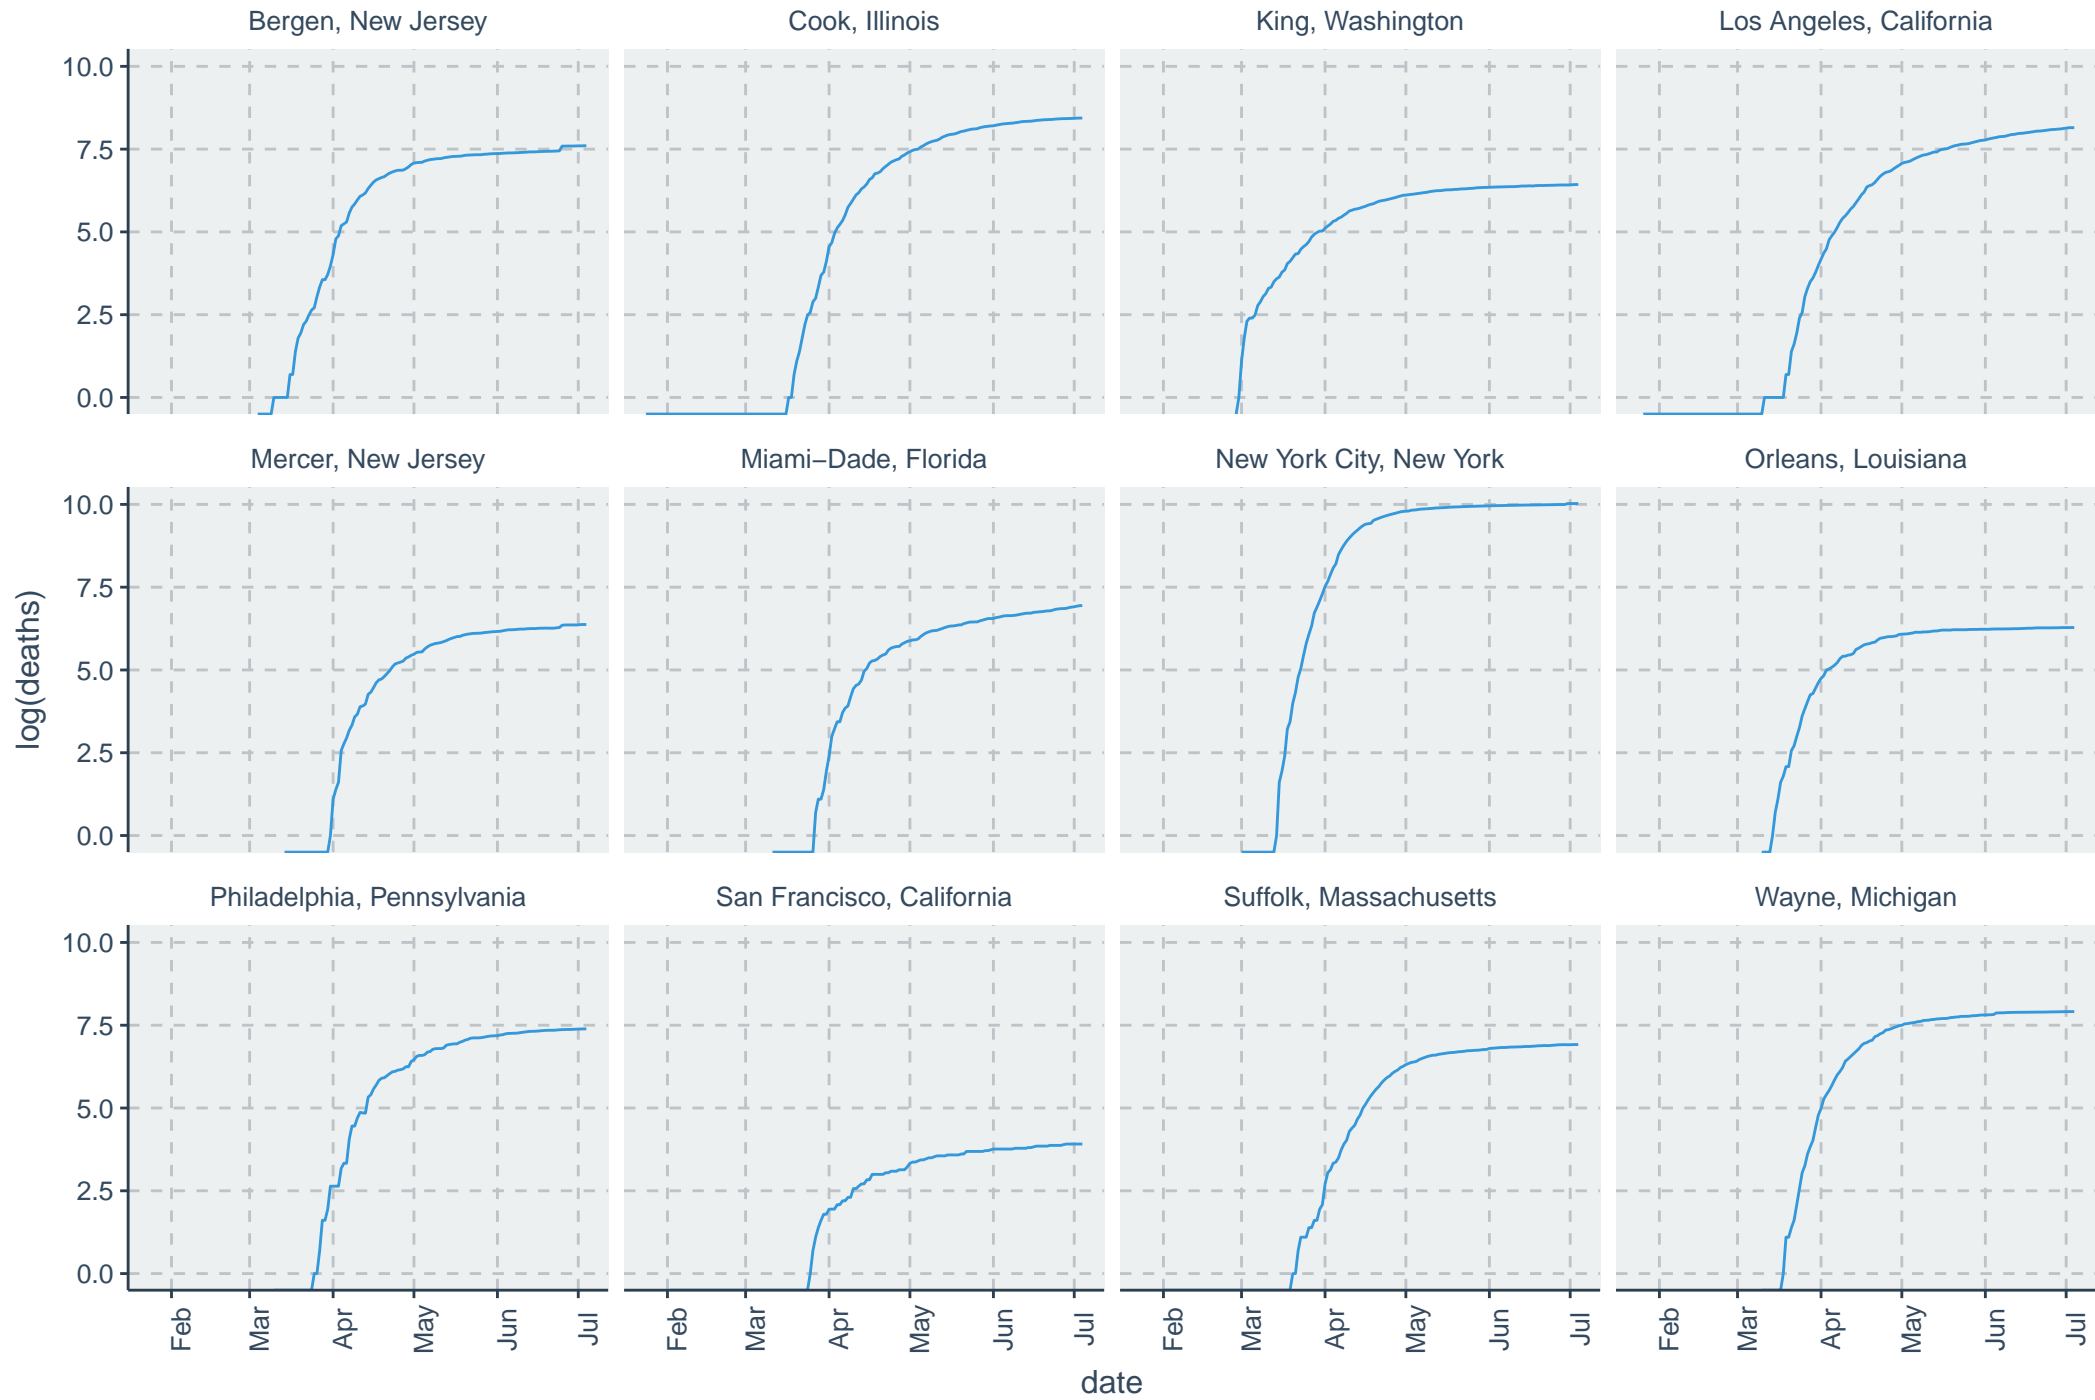 Bergen, New Jersey
Cook, Illinois
King, Washington
Los Angeles, California
10.0
7.5
5.0
2.5
0.0
Mercer, New Jersey
Miami−Dade, Florida
New York City, New York
Orleans, Louisiana
10.0
7.5
5.0
2.5
0.0
log(deaths)
Philadelphia, Pennsylvania
San Francisco, California
Suffolk, Massachusetts
Wayne, Michigan
10.0
7.5
5.0
2.5
0.0
Feb
Mar
Apr
May
Jun
Jul
Feb
Mar
Apr
May
Jun
Jul
Feb
Mar
Apr
May
Jun
Jul
Feb
Mar
Apr
May
Jun
Jul
date